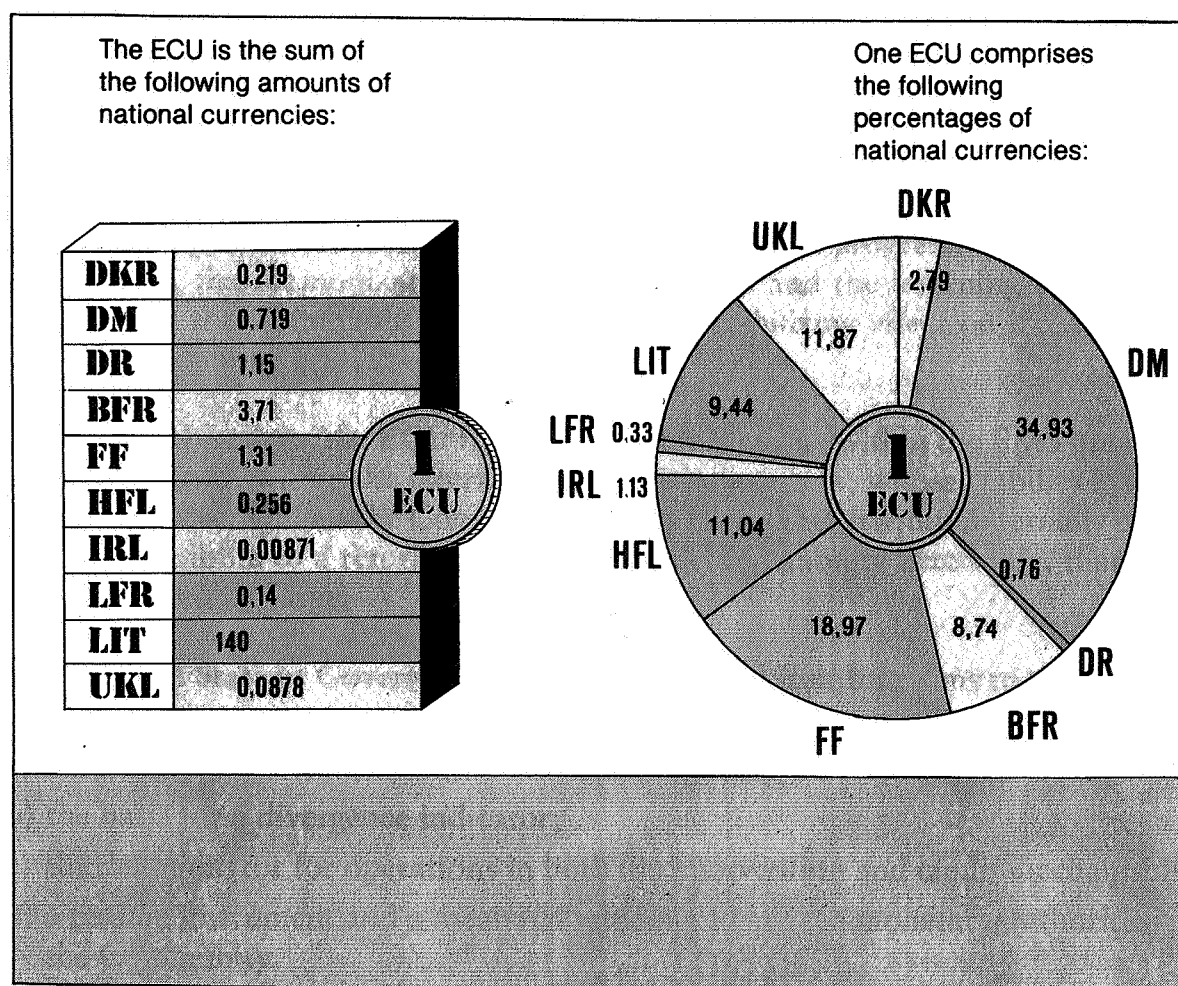 The ECU is the sum of
the following amounts of
national currencies:
DKR 0,219
DM 0,719
DR 1,15
BFR 3,71
FF 1,31
HFL 0,256
IRL 0,00871
LFR 0,14
LIT 140
UKL 0,0878
1
ECU
One ECU comprises
the following
percentages of
national currencies:
DKR
2,79
DM
34,93
DR
0,76
BFR
8,74
FF
18,97
HFL
11,04
IRL 1,13
LFR 0,33
LIT
9,44
UKL
11,87
1
ECU